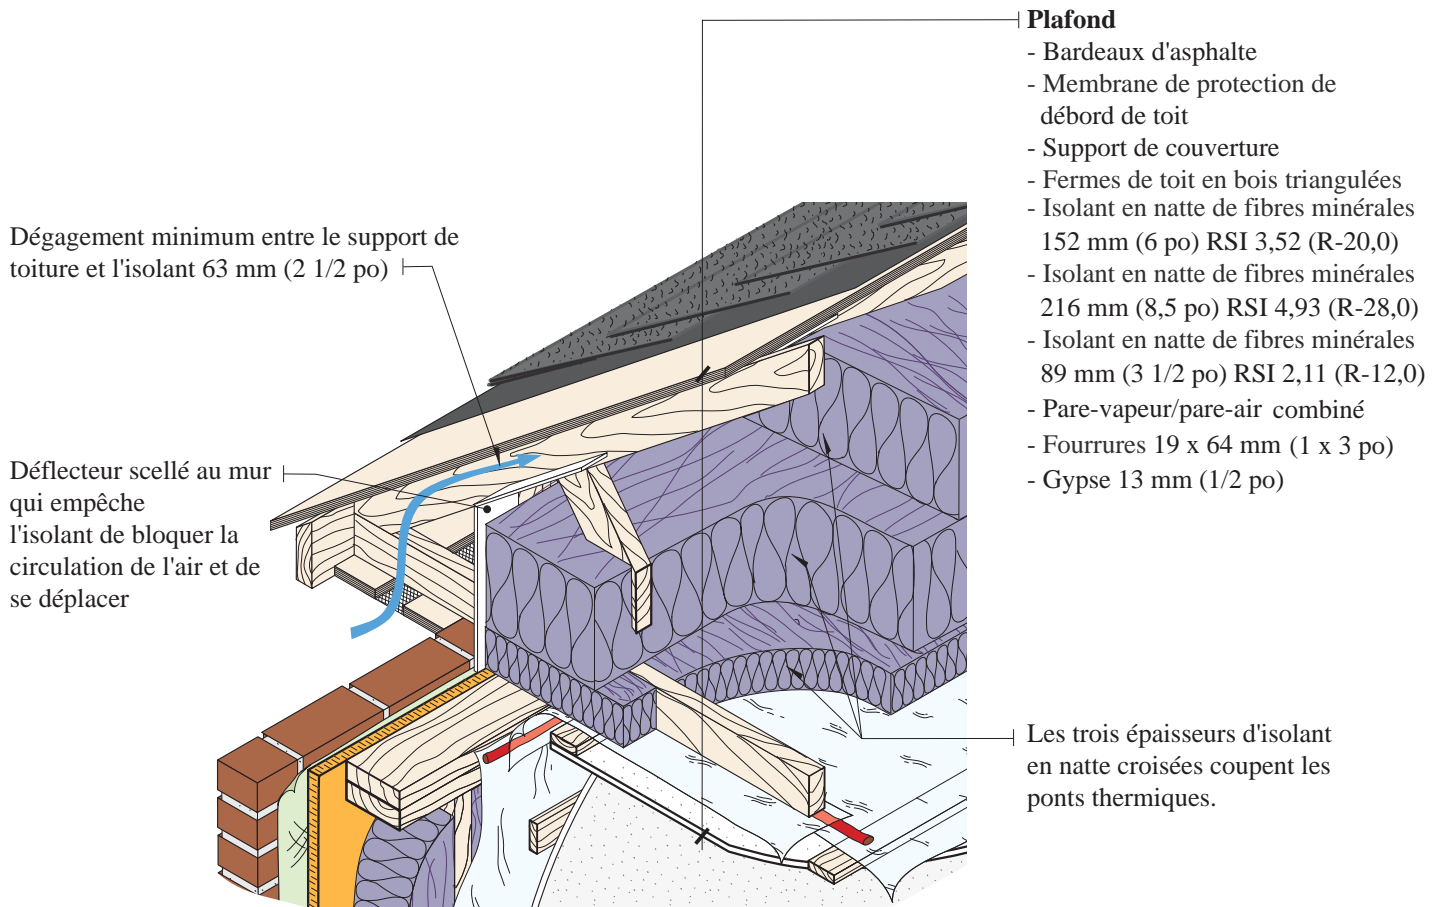 Plafond
- Bardeaux d'asphalte
- Membrane de protection de
débord de toit
- Support de couverture
- Fermes de toit en bois triangulées
- Isolant en natte de fibres minérales
152 mm (6 po) RSI 3,52 (R-20,0)
- Isolant en natte de fibres minérales
216 mm (8,5 po) RSI 4,93 (R-28,0)
- Isolant en natte de fibres minérales
89 mm (3 1/2 po) RSI 2,11 (R-12,0)
- Pare-vapeur/pare-air combiné
- Fourrures 19 x 64 mm (1 x 3 po)
- Gypse 13 mm (1/2 po)
Dégagement minimum entre le support de
toiture et l'isolant 63 mm (2 1/2 po)
Déflecteur scellé au mur
qui empêche
l'isolant de bloquer la
circulation de l'air et de
se déplacer
Les trois épaisseurs d'isolant
en natte croisées coupent les
ponts thermiques.